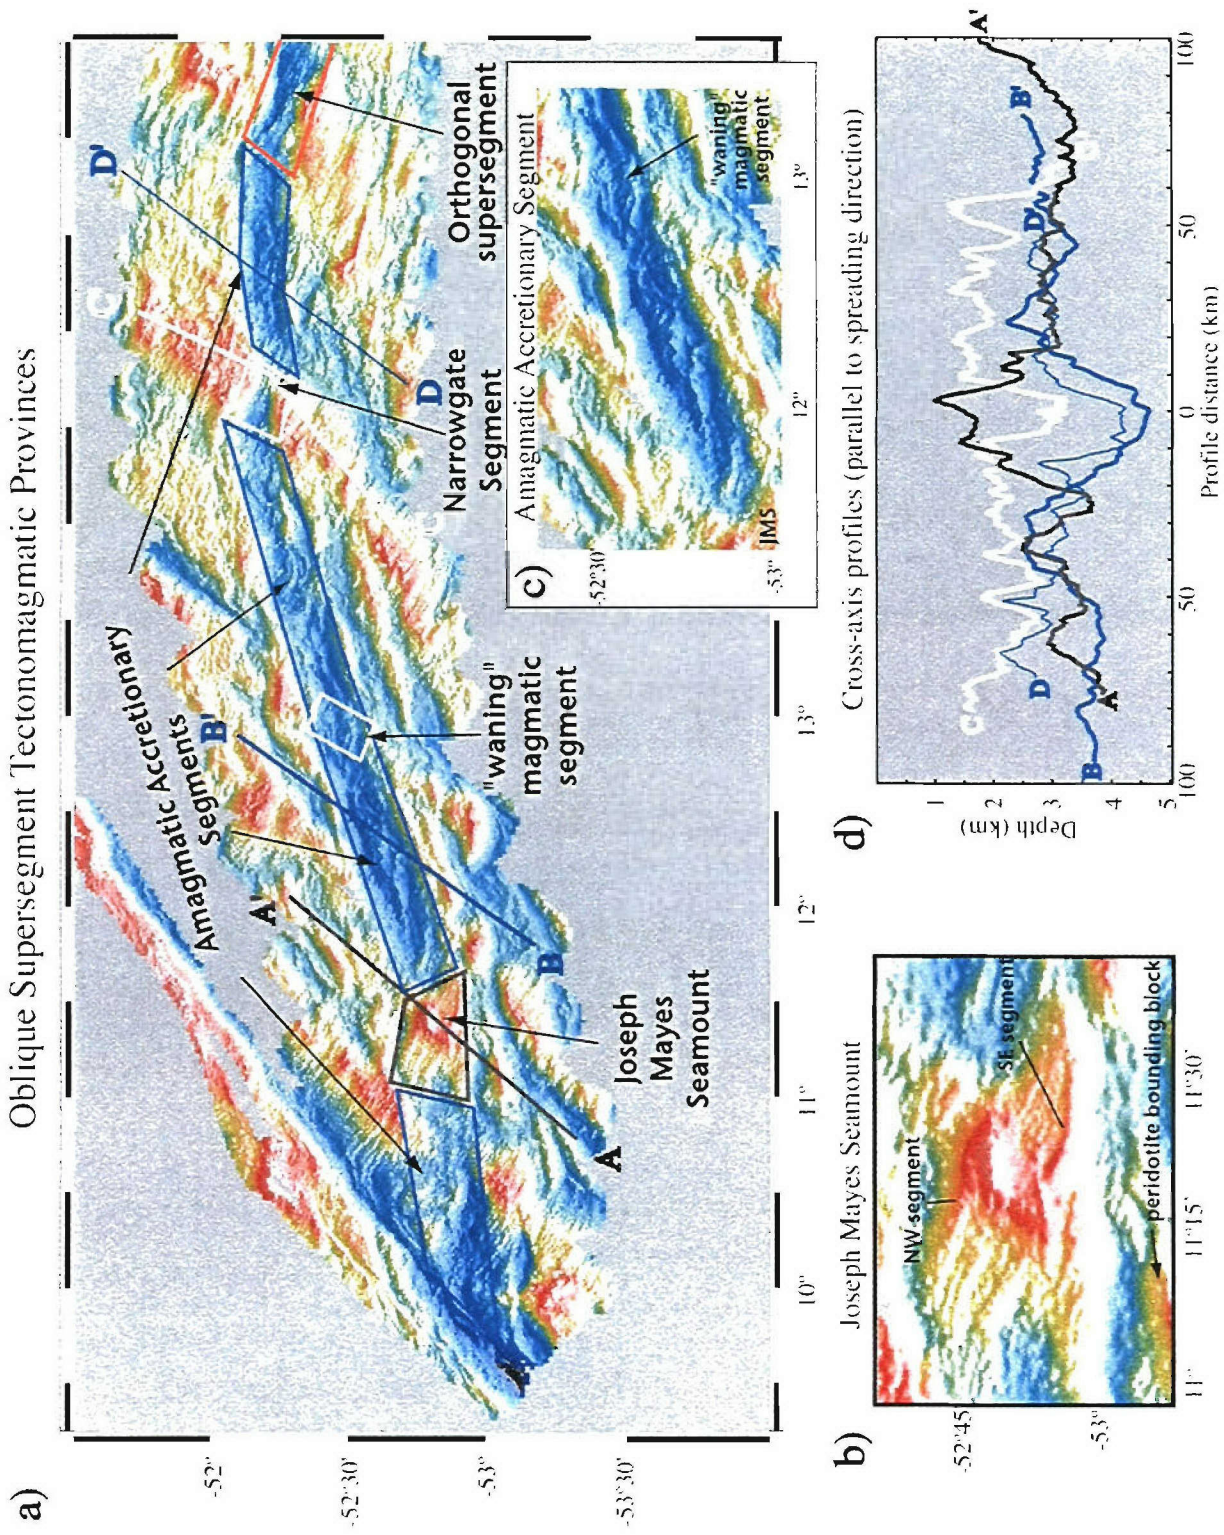 Oblique Supersegment Tectonomagmatic Provinces
a)
-52°
-52°30'
-53°
-53°30'
10°
11°
12°
13°
Amagmatic Accretionary
Segments
A'
A
B'
B
C'
C
D'
D
Joseph
Mayes
Seamount
"waning"
magmatic
segment
Narrowgate
Segment
Orthogonal
supersegment
c)
Amagmatic Accretionary Segment
-52°30'
-53°
JMS
12°
13°
"waning"
magmatic
segment
b)
Joseph Mayes Seamount
-52°45'
-53°
11°
11°15'
11°30'
NW segment
SE segment
peridotite bounding block
d)
Cross-axis profiles (parallel to spreading direction)
Depth (km)
1
2
3
4
5
100
50
0
50
100
Profile distance (km)
A
A'
B
B'
C
C'
D
D'